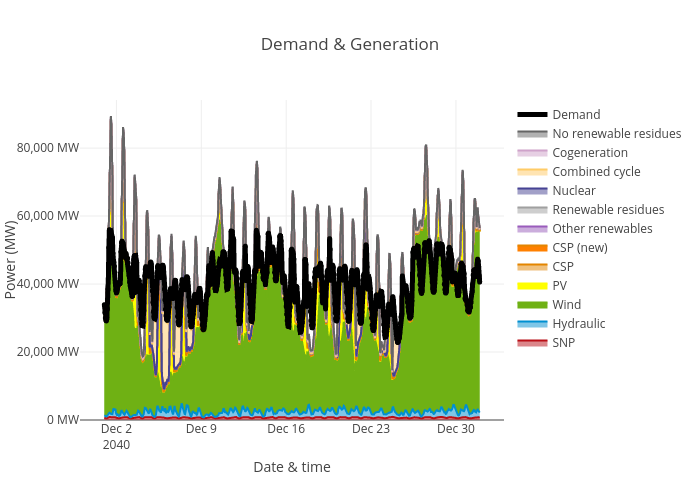 Demand & Generation
80,000 MW
60,000 MW
40,000 MW
20,000 MW
0 MW
Power (MW)
Dec 2
2040
Dec 9
Dec 16
Dec 23
Dec 30
Date & time
Demand
No renewable residues
Cogeneration
Combined cycle
Nuclear
Renewable residues
Other renewables
CSP (new)
CSP
PV
Wind
Hydraulic
SNP